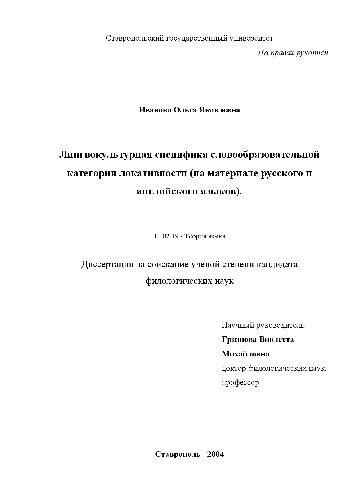 Ставропольский государственный университет
На правах рукописи
Иванова Ольга Яковлевна
Лингвокультурная специфика словообразовательной
категории локативности (на материале русского и
английского языков).
10.02.19 - Теория языка
Диссертация на соискание ученой степени кандидата
филологических наук
Научный руководитель
Грязнова Виолетта
Михайловна
доктор филологических наук,
профессор
Ставрополь - 2004